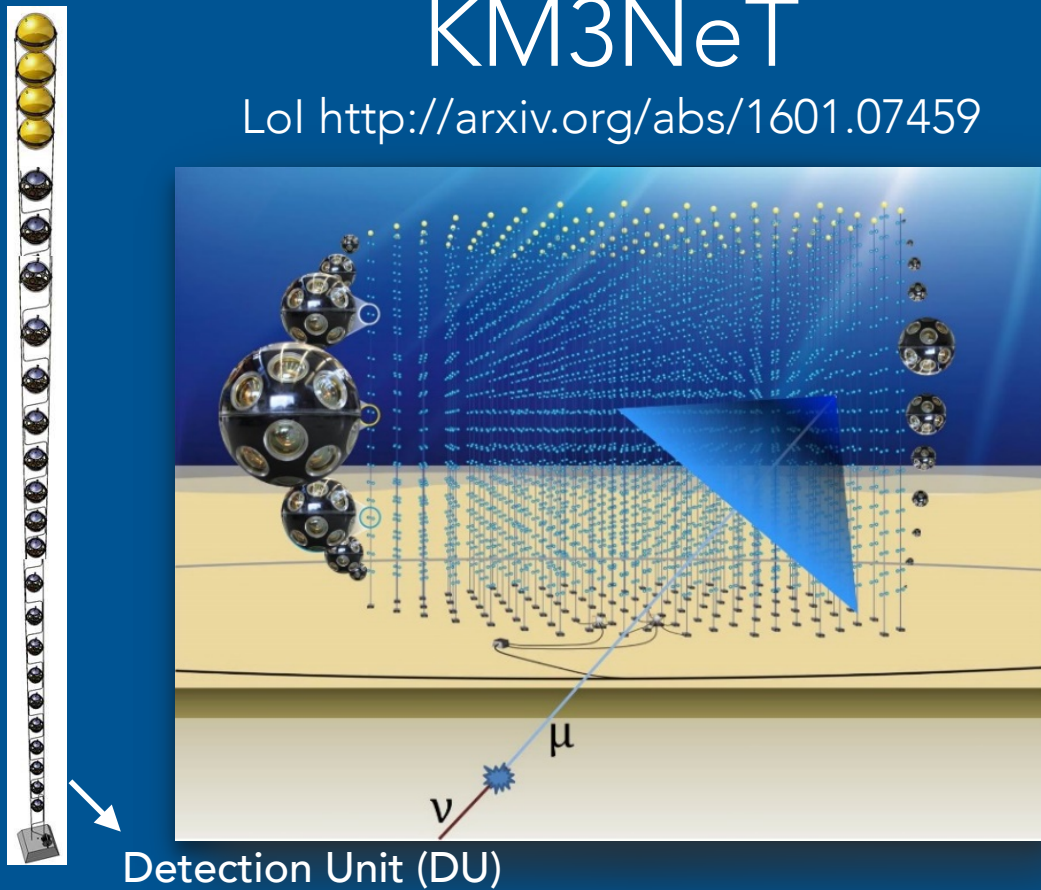 KM3NeT
LoI http://arxiv.org/abs/1601.07459
μ
ν
Detection Unit (DU)